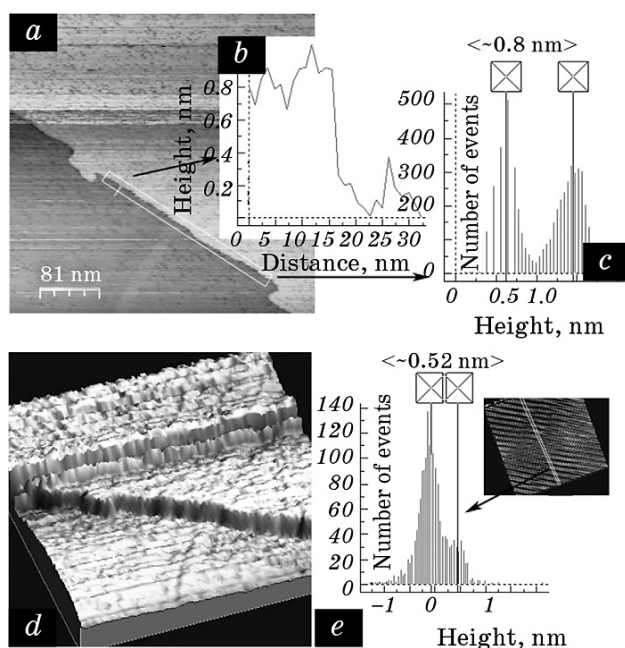 a
81 nm
b
Height, nm
0.8
0.6
0.4
0.2
0 5 10 15 20 25 30
Distance, nm
<~0.8 nm>
Number of events
500
400
300
200
100
0
0 0.5 1.0
Height, nm
c
d
<~0.52 nm>
Number of events
140
120
100
80
60
40
20
0
−1 0 1
Height, nm
e